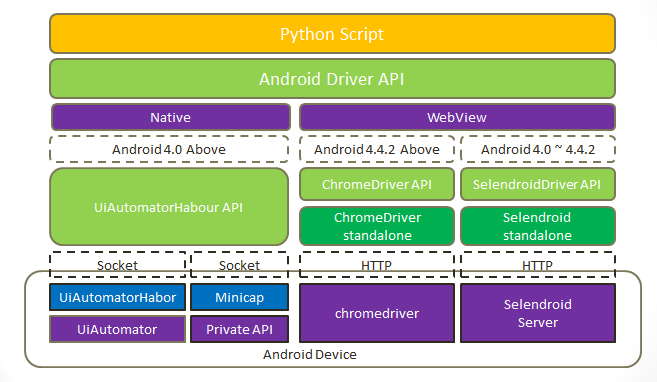 Python Script
Android Driver API
Native
WebView
Android 4.0 Above
Android 4.4.2 Above
Android 4.0 ~ 4.4.2
UiAutomatorHabour API
ChromeDriver API
SelendroidDriver API
ChromeDriver
standalone
Selendroid
standalone
Socket
Socket
HTTP
HTTP
UiAutomatorHabor
Minicap
chromedriver
Selendroid
Server
UiAutomator
Private API
Android Device